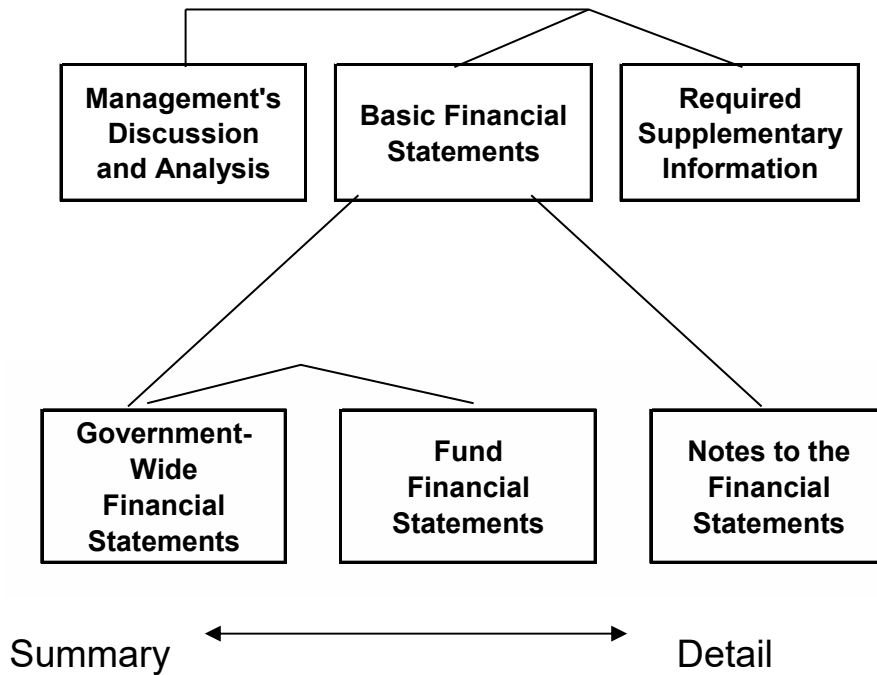 Management's
Discussion
and Analysis
Basic Financial
Statements
Required
Supplementary
Information
Government-
Wide
Financial
Statements
Fund
Financial
Statements
Notes to the
Financial
Statements
Summary
Detail